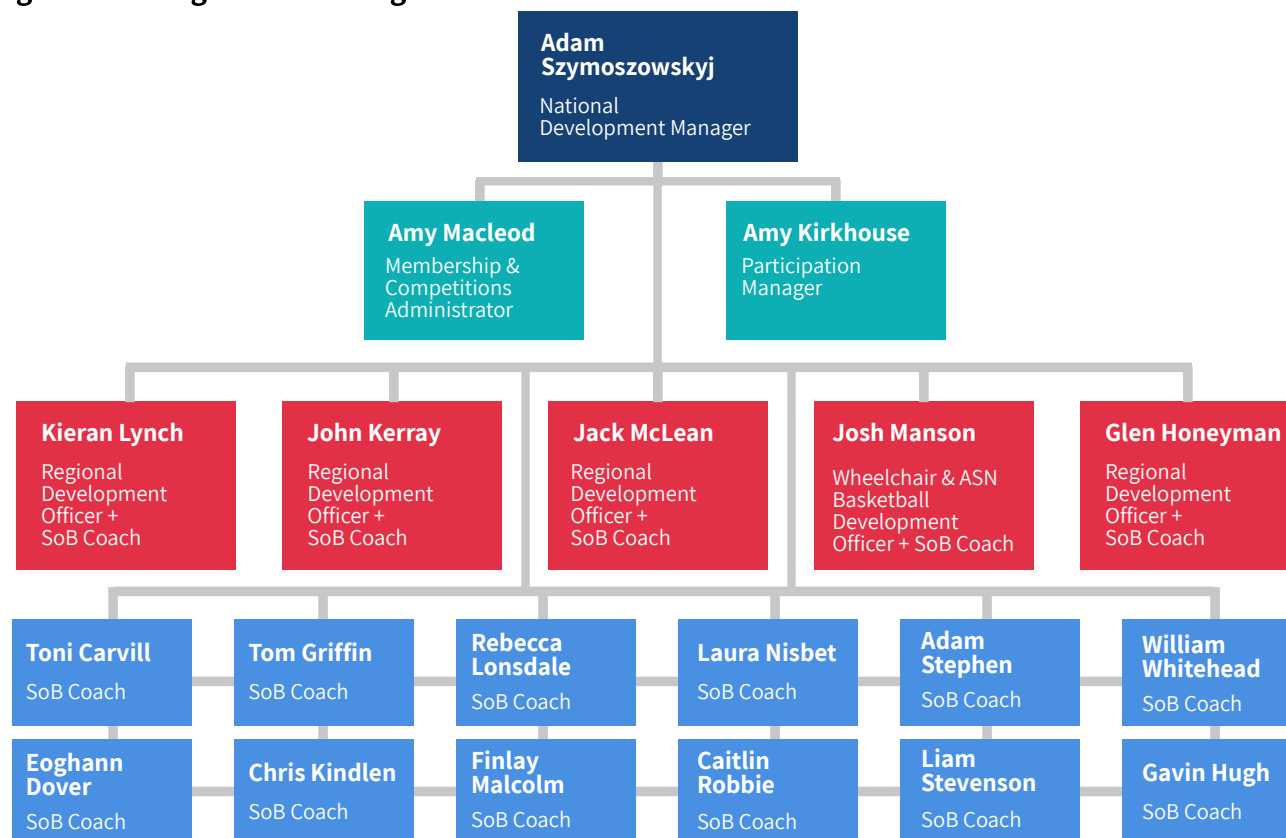 Adam
Szymoszowskyj
National
Development Manager
Amy Macleod
Membership &
Competitions
Administrator
Amy Kirkhouse
Participation
Manager
Kieran Lynch
Regional
Development
Officer +
SoB Coach
John Kerray
Regional
Development
Officer +
SoB Coach
Jack McLean
Regional
Development
Officer +
SoB Coach
Josh Manson
Wheelchair & ASN
Basketball
Development
Officer + SoB Coach
Glen Honeyman
Regional
Development
Officer +
SoB Coach
Toni Carvill
SoB Coach
Tom Griffin
SoB Coach
Rebecca
Lonsdale
SoB Coach
Laura Nisbet
SoB Coach
Adam
Stephen
SoB Coach
William
Whitehead
SoB Coach
Eoghann
Dover
SoB Coach
Chris Kindlen
SoB Coach
Finlay
Malcolm
SoB Coach
Caitlin
Robbie
SoB Coach
Liam
Stevenson
SoB Coach
Gavin Hugh
SoB Coach